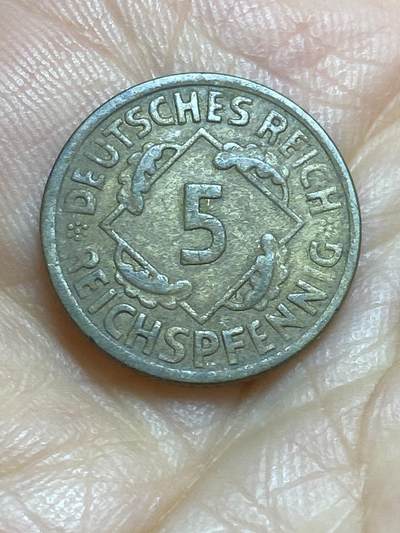 DEUTSCHES REICH
5
REICHSPFENNIG